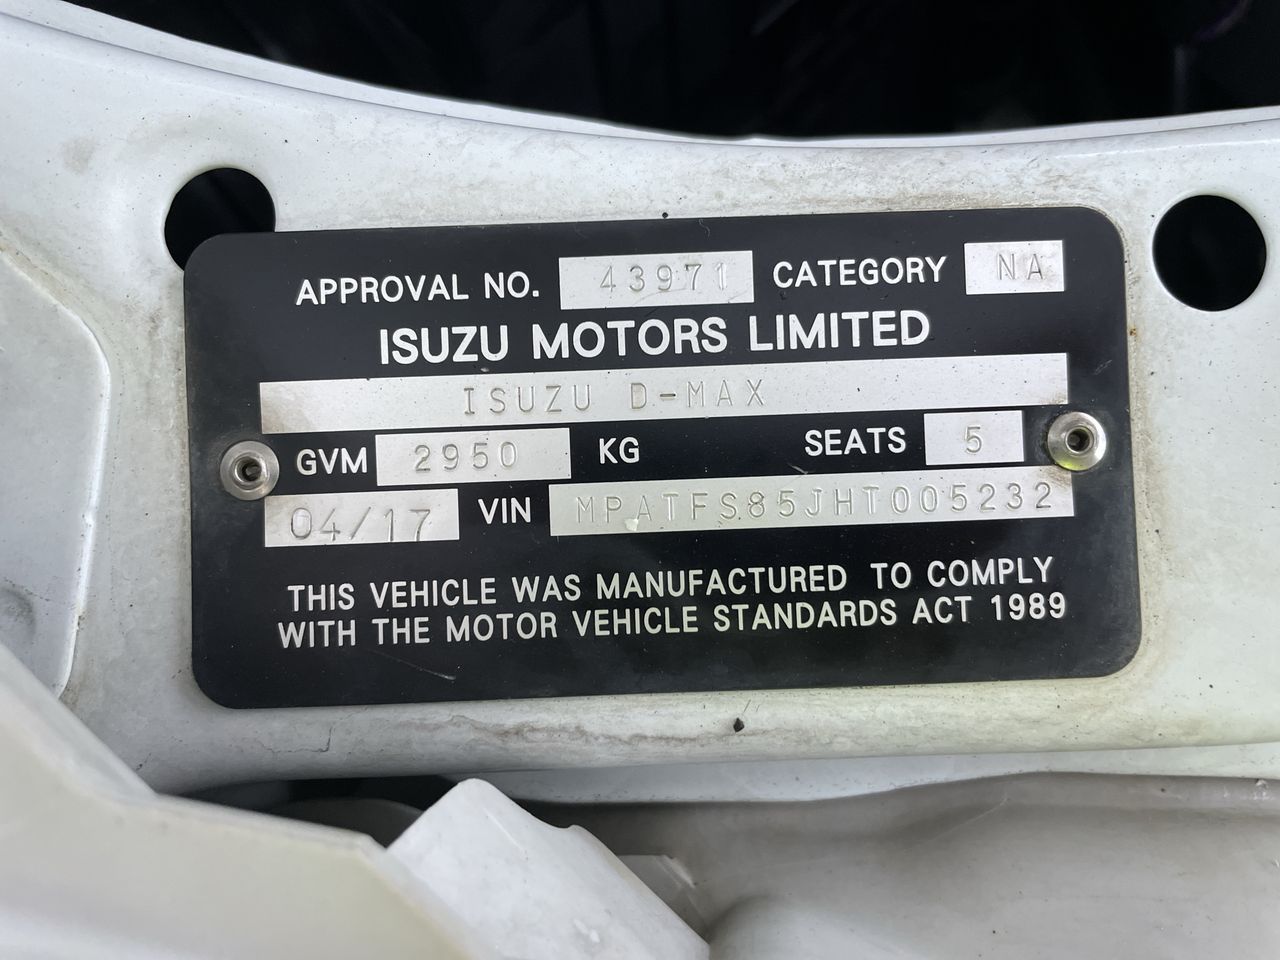 APPROVAL NO. 43971 CATEGORY NA
ISUZU MOTORS LIMITED
ISUZU D-MAX
GVM 2950 KG SEATS 5
04/17 VIN MPATFS85JHT005232
THIS VEHICLE WAS MANUFACTURED TO COMPLY
WITH THE MOTOR VEHICLE STANDARDS ACT 1989